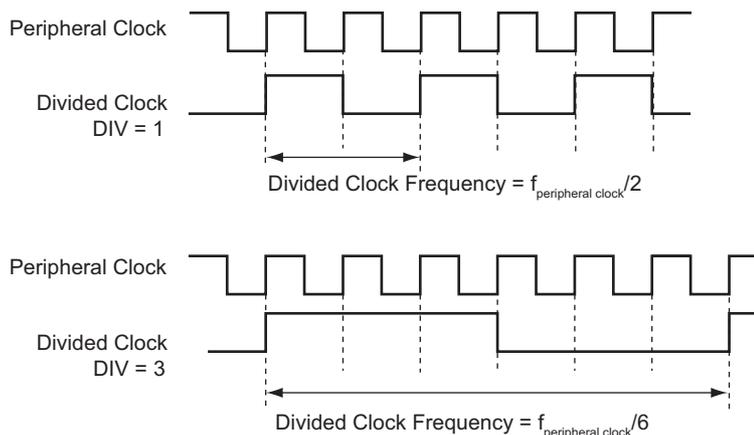 Peripheral Clock
Divided Clock
DIV = 1
Divided Clock Frequency = fperipheral clock/2
Peripheral Clock
Divided Clock
DIV = 3
Divided Clock Frequency = fperipheral clock/6